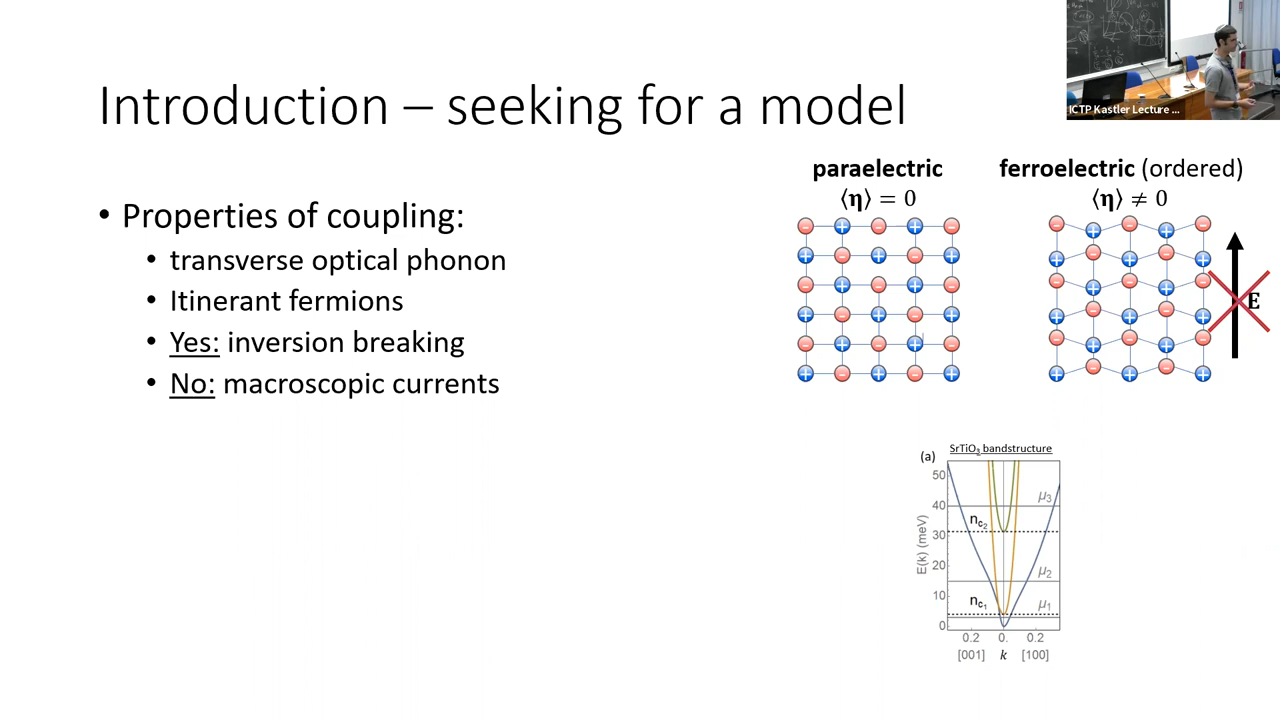 ICTP Kastler Lecture ...
Introduction – seeking for a model
• Properties of coupling:
• transverse optical phonon
• Itinerant fermions
• Yes: inversion breaking
• No: macroscopic currents
paraelectric
⟨η⟩ = 0
ferroelectric (ordered)
⟨η⟩ ≠ 0
E
(a)
SrTiO3 bandstructure
E(k) (meV)
50
40
30
20
10
0
μ3
nc2
μ2
nc1
μ1
0.2 0. 0.2
[001] k [100]